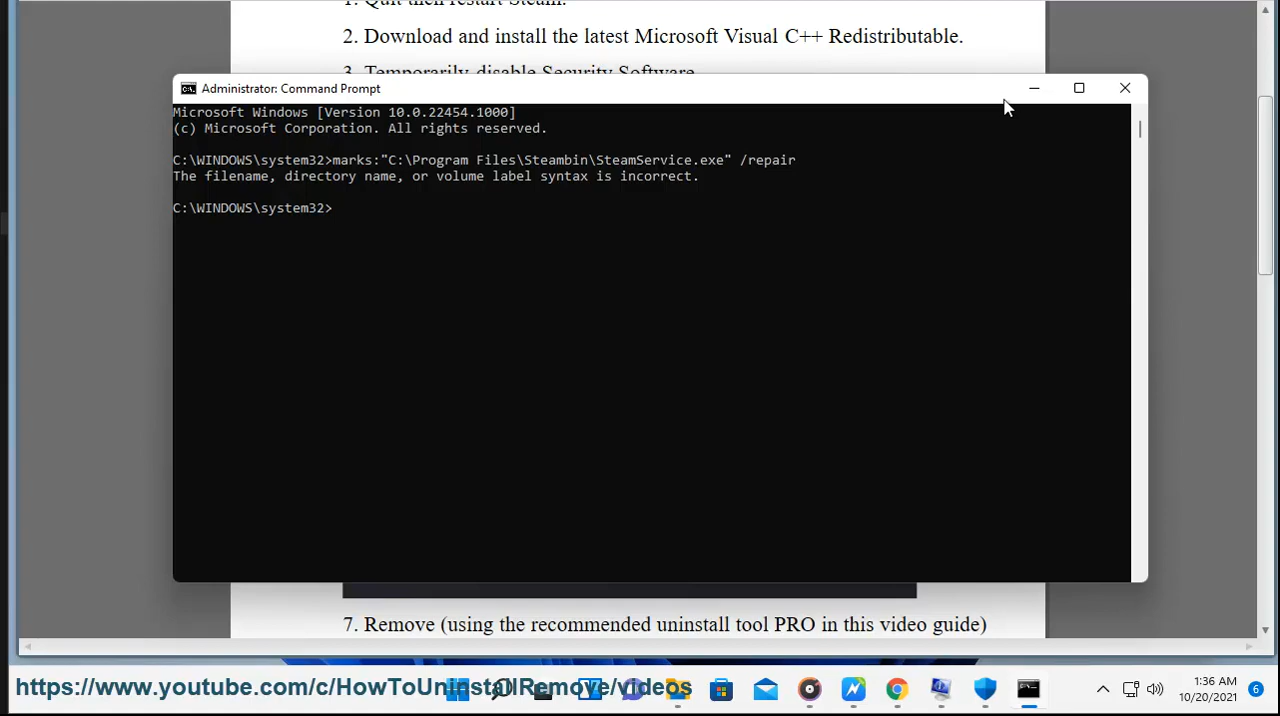 1. Quit then restart Steam.
2. Download and install the latest Microsoft Visual C++ Redistributable.
3. Temporarily disable Security Software.
Administrator: Command Prompt
Microsoft Windows [Version 10.0.22454.1000]
(c) Microsoft Corporation. All rights reserved.
C:\WINDOWS\system32>marks:"C:\Program Files\Steambin\SteamService.exe" /repair
The filename, directory name, or volume label syntax is incorrect.
C:\WINDOWS\system32>
7. Remove (using the recommended uninstall tool PRO in this video guide)
https://www.youtube.com/c/HowToUninstallRemove/videos
1:36 AM
10/20/2021
6